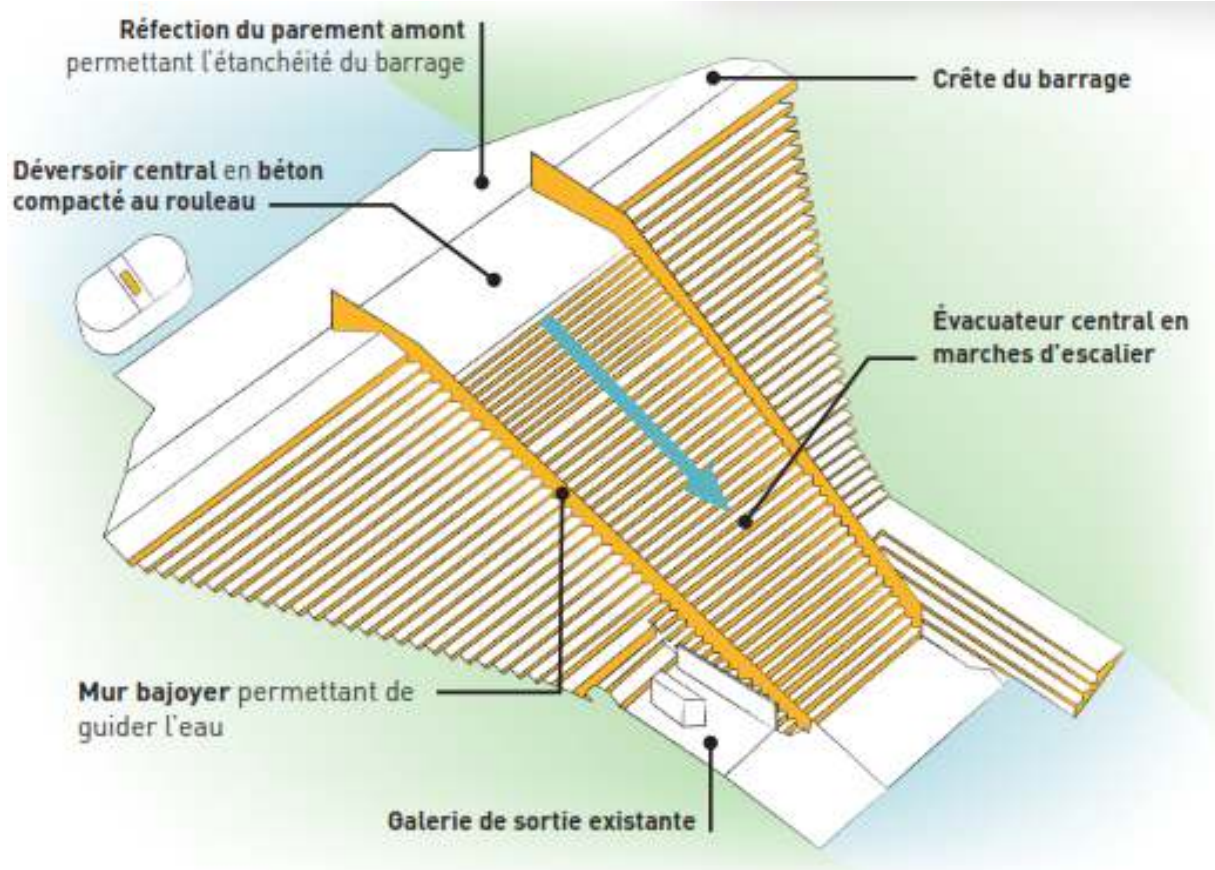 Réfection du parement amont
permettant l'étanchéité du barrage
Crête du barrage
Déversoir central en béton
compacté au rouleau
Évacuateur central en
marches d'escalier
Mur bajoyer permettant de
guider l'eau
Galerie de sortie existante